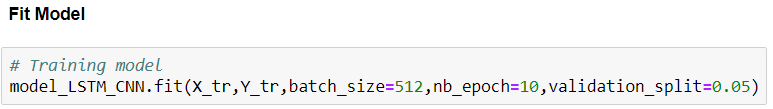 Fit Model
# Training model
model_LSTM_CNN.fit(X_tr,Y_tr,batch_size=512,nb_epoch=10,validation_split=0.05)